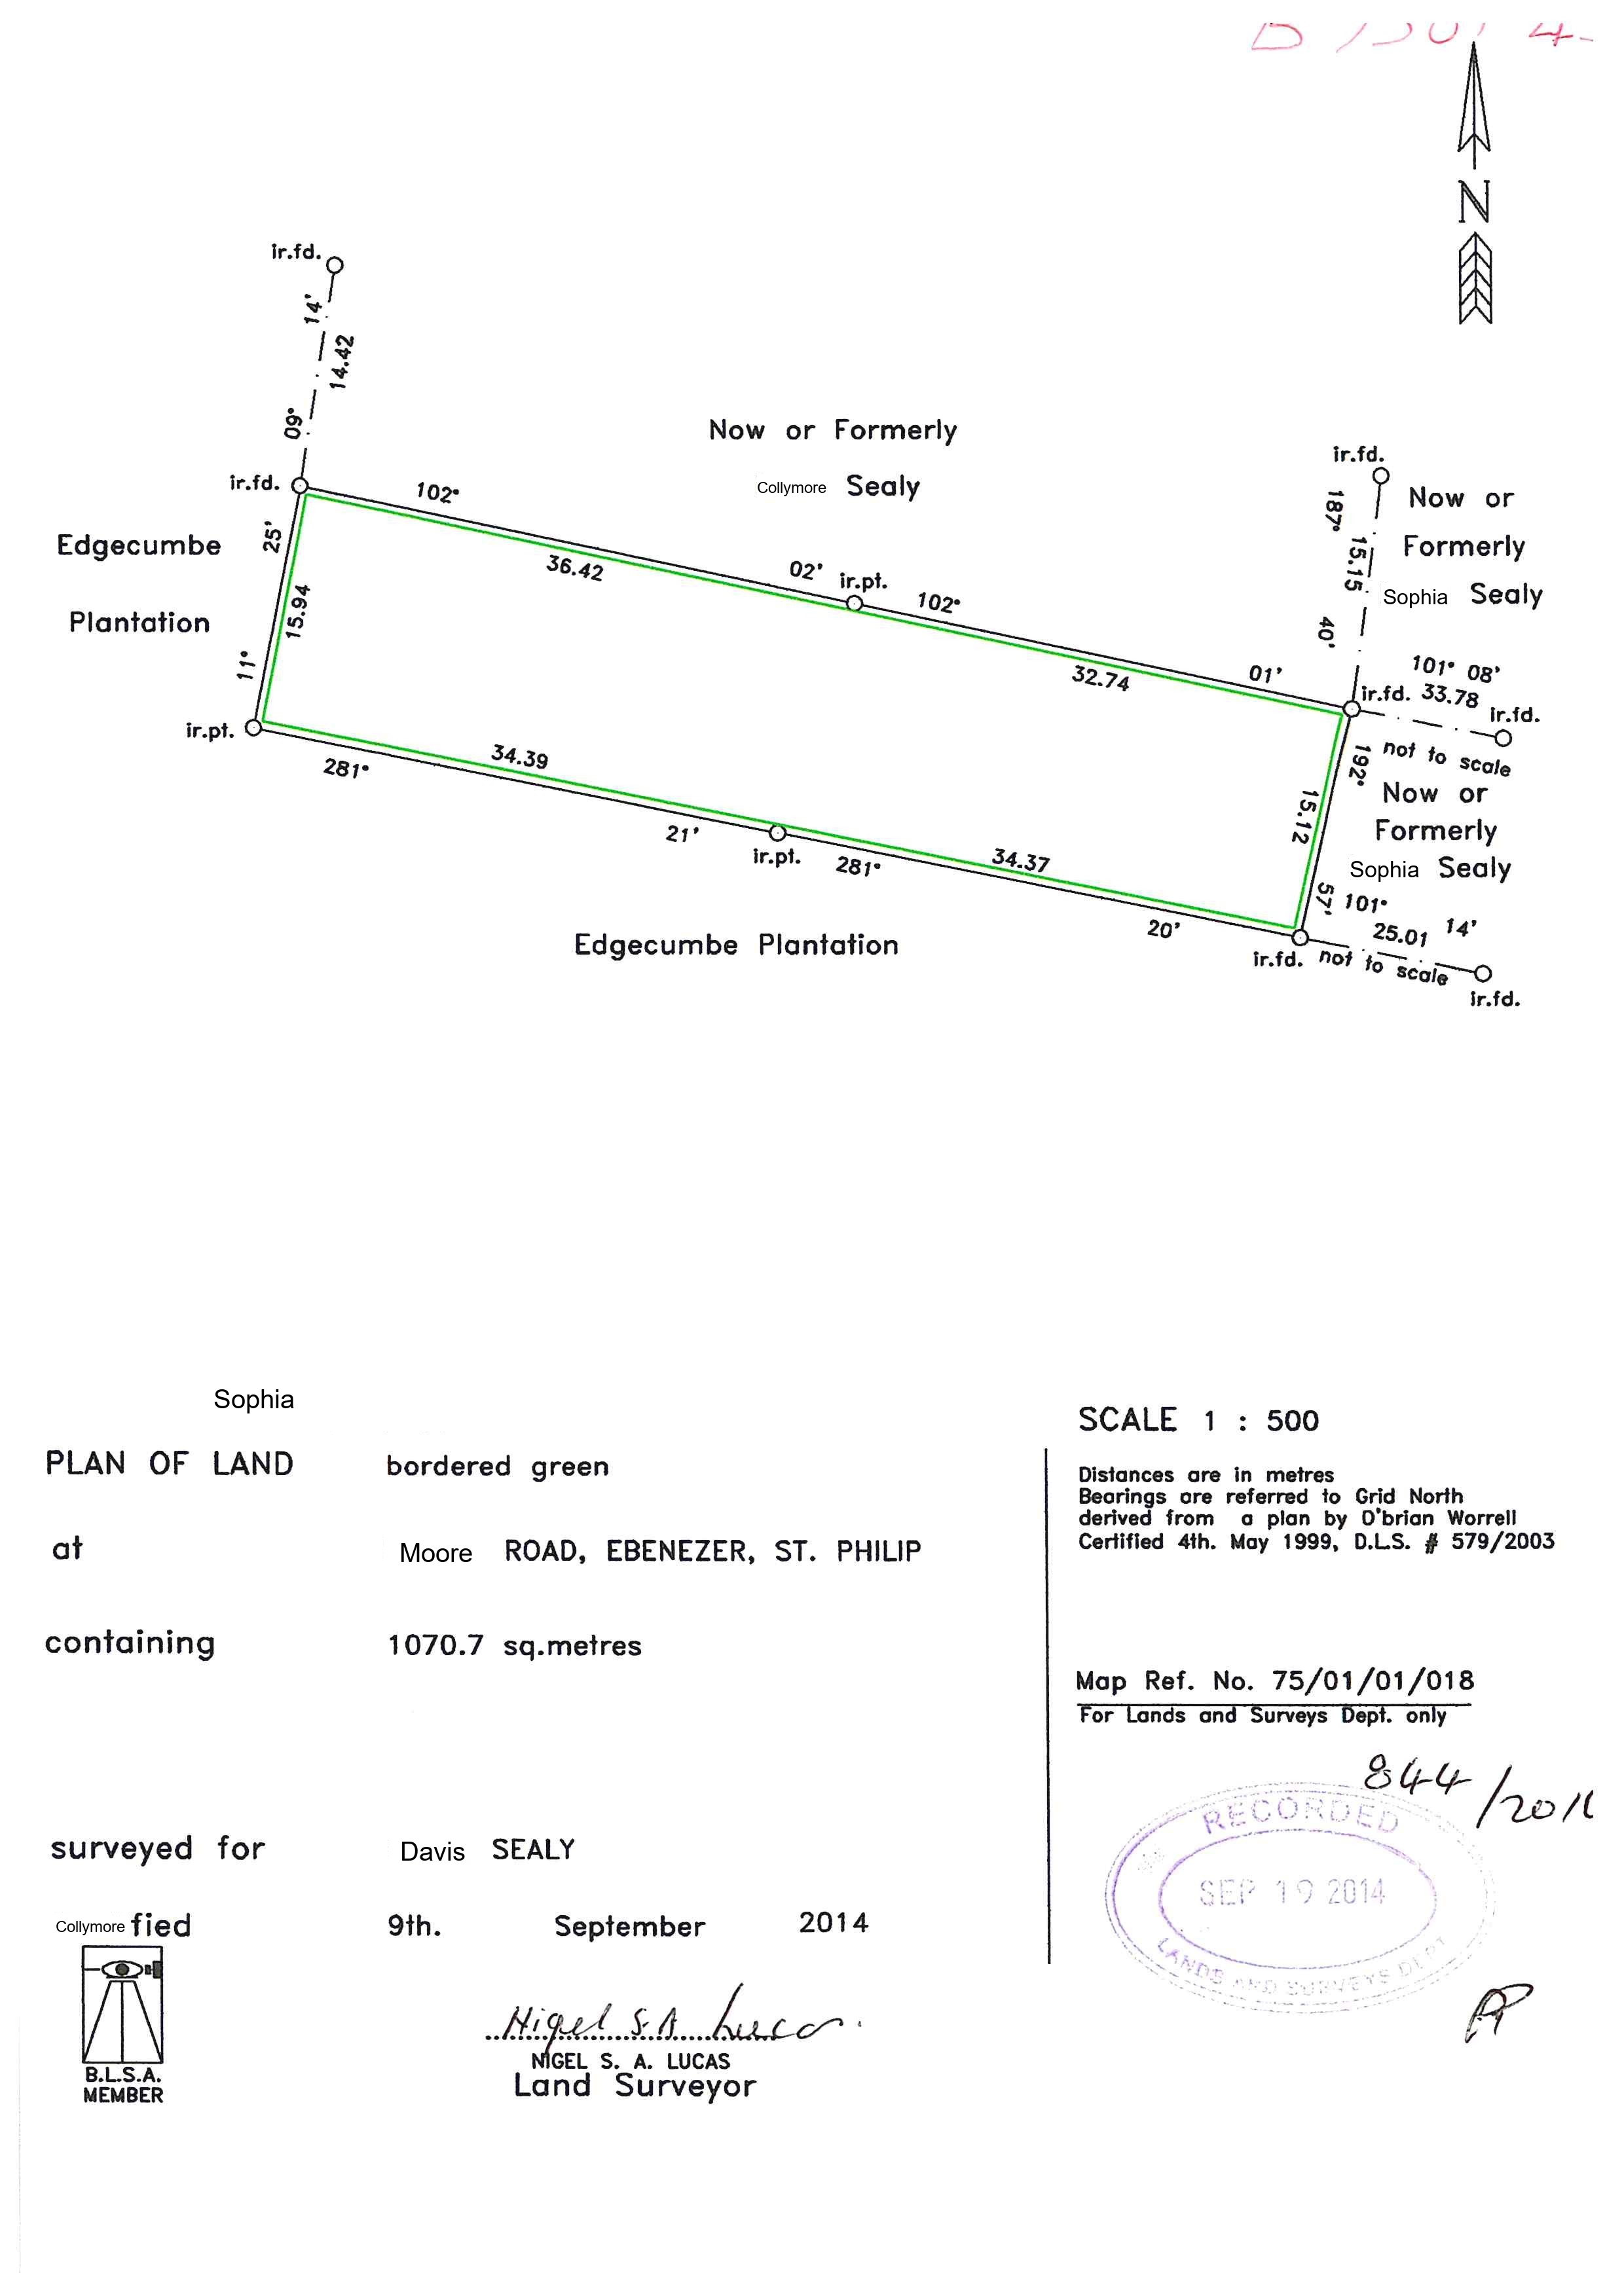 ir.fd.
14'
14.42
09°
Now or Formerly
Collymore Sealy
ir.fd.
187°
15.15
40'
Now or
Formerly
Sophia Sealy
ir.fd.
102°
36.42
02'
ir.pt.
102°
32.74
01'
25'
15.94
11°
Edgecumbe
Plantation
101° 08'
ir.fd. 33.78
ir.fd.
not to scale
192°
15.12
57'
Now or
Formerly
Sophia Sealy
ir.pt.
281°
34.39
21'
ir.pt.
281°
34.37
20'
101°
25.01 14'
ir.fd. not to scale
ir.fd.
Edgecumbe Plantation
N
Sophia
PLAN OF LAND bordered green
at Moore ROAD, EBENEZER, ST. PHILIP
containing 1070.7 sq.metres
surveyed for Davis SEALY
Collymore fied 9th. September 2014
B.L.S.A.
MEMBER
Nigel S. A. Lucas
NIGEL S. A. LUCAS
Land Surveyor
SCALE 1 : 500
Distances are in metres
Bearings are referred to Grid North
derived from a plan by O'brian Worrell
Certified 4th. May 1999, D.L.S. # 579/2003
Map Ref. No. 75/01/01/018
For Lands and Surveys Dept. only
844
RECORDED
SEP 19 2014
LANDS AND SURVEYS DEPT